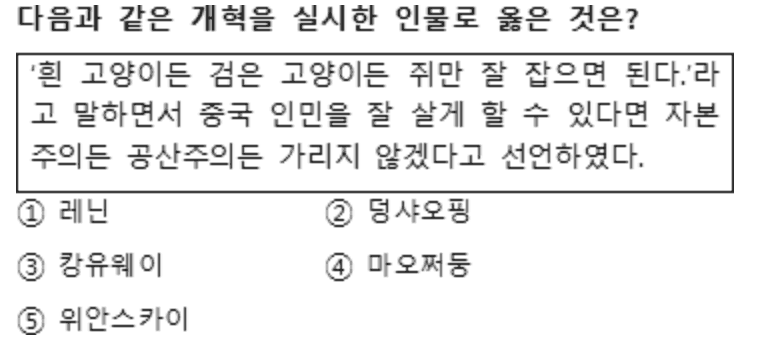 다음과 같은 개혁을 실시한 인물로 옳은 것은?
‘흰 고양이든 검은 고양이든 쥐만 잘 잡으면 된다.’라
고 말하면서 중국 인민을 잘 살게 할 수 있다면 자본
주의든 공산주의든 가리지 않겠다고 선언하였다.
① 레닌 ② 덩샤오핑
③ 캉유웨이 ④ 마오쩌둥
⑤ 위안스카이